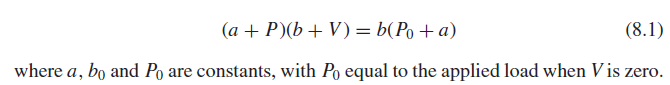 (a + P)(b + V) = b(P₀ + a) (8.1)
where a, b₀ and P₀ are constants, with P₀ equal to the applied load when V is zero.